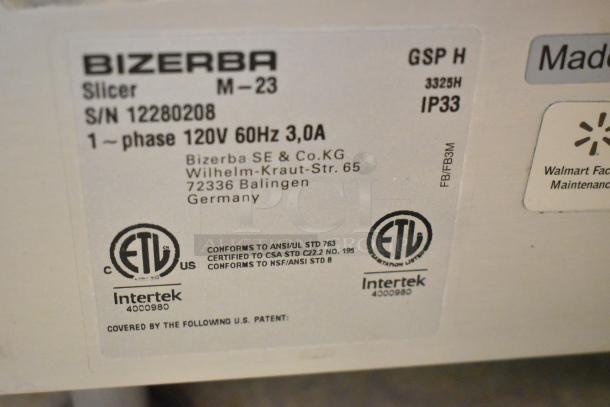 BIZERBA
GSP H
Slicer M-23
3325H
S/N 12280208
IP33
1 ~ phase 120V 60Hz 3,0A
Bizerba SE & Co.KG
Wilhelm-Kraut-Str. 65
72336 Balingen
Germany
FB/FB3M
C ETL US
Intertek
4000980
CONFORMS TO ANSI/UL STD 763
CERTIFIED TO CSA STD C22.2 NO. 195
CONFORMS TO NSF/ANSI STD 8
ETL
Intertek
4000980
COVERED BY THE FOLLOWING U.S. PATENT:
Made
Walmart Fac
Maintenanc
PCI